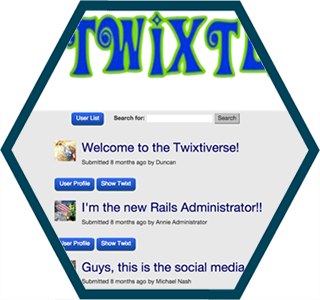 TWIXTE
User List Search for: Search
Welcome to the Twixtiverse!
Submitted 8 months ago by Duncan
User Profile Show Twixt
I'm the new Rails Administrator!!
Submitted 8 months ago by Annie Administrator
User Profile Show Twixt
Guys, this is the social media
Submitted 8 months ago by Michael Nash